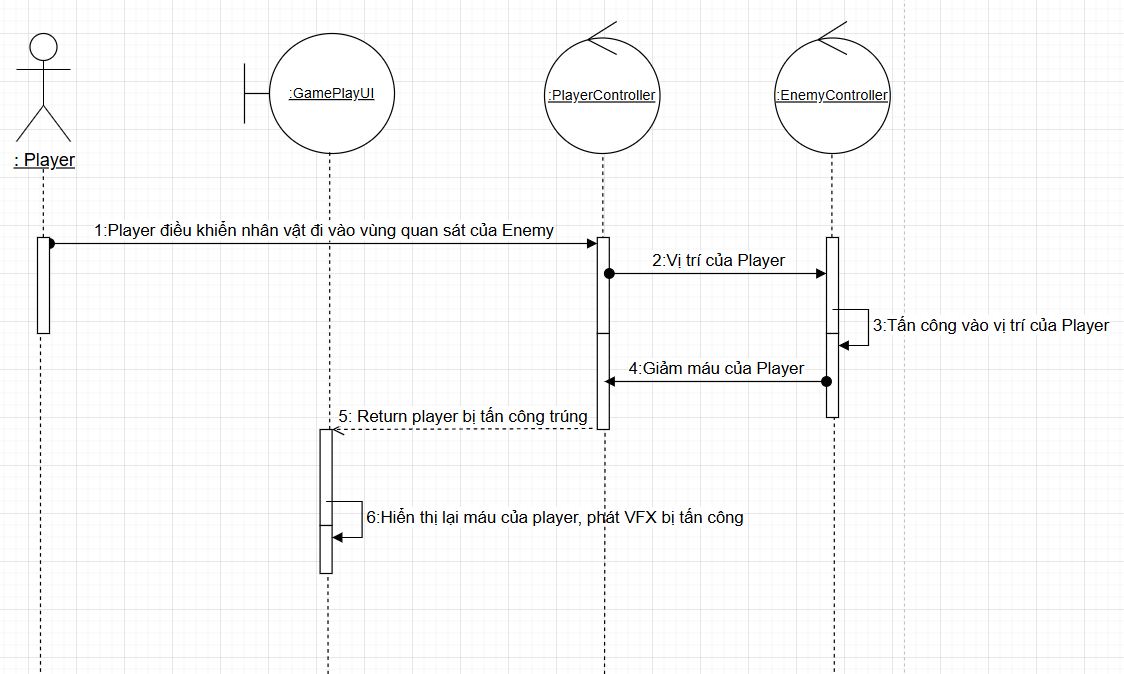 :GamePlayUI
:PlayerController
:EnemyController
: Player
1:Player điều khiển nhân vật đi vào vùng quan sát của Enemy
2:Vị trí của Player
3:Tấn công vào vị trí của Player
4:Giảm máu của Player
5: Return player bị tấn công trúng
6:Hiển thị lại máu của player, phát VFX bị tấn công